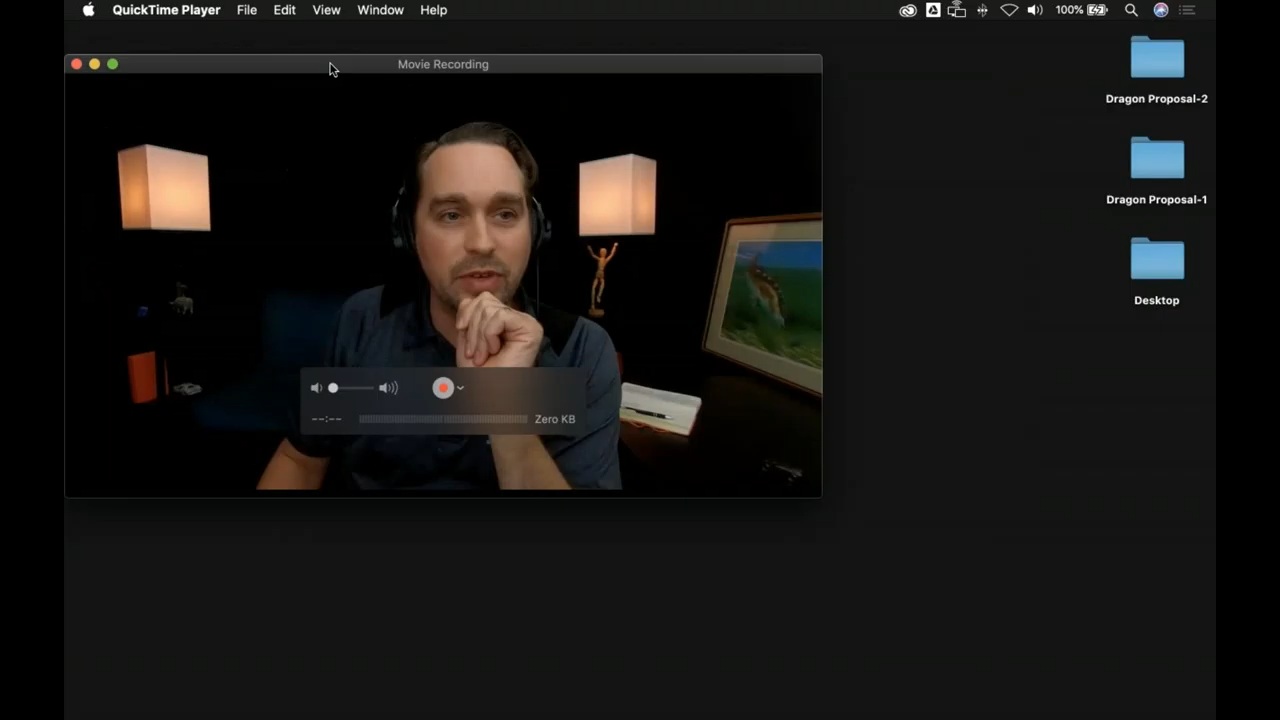 QuickTime Player File Edit View Window Help 100%
Movie Recording
Dragon Proposal-2
Dragon Proposal-1
Desktop
--:-- Zero KB